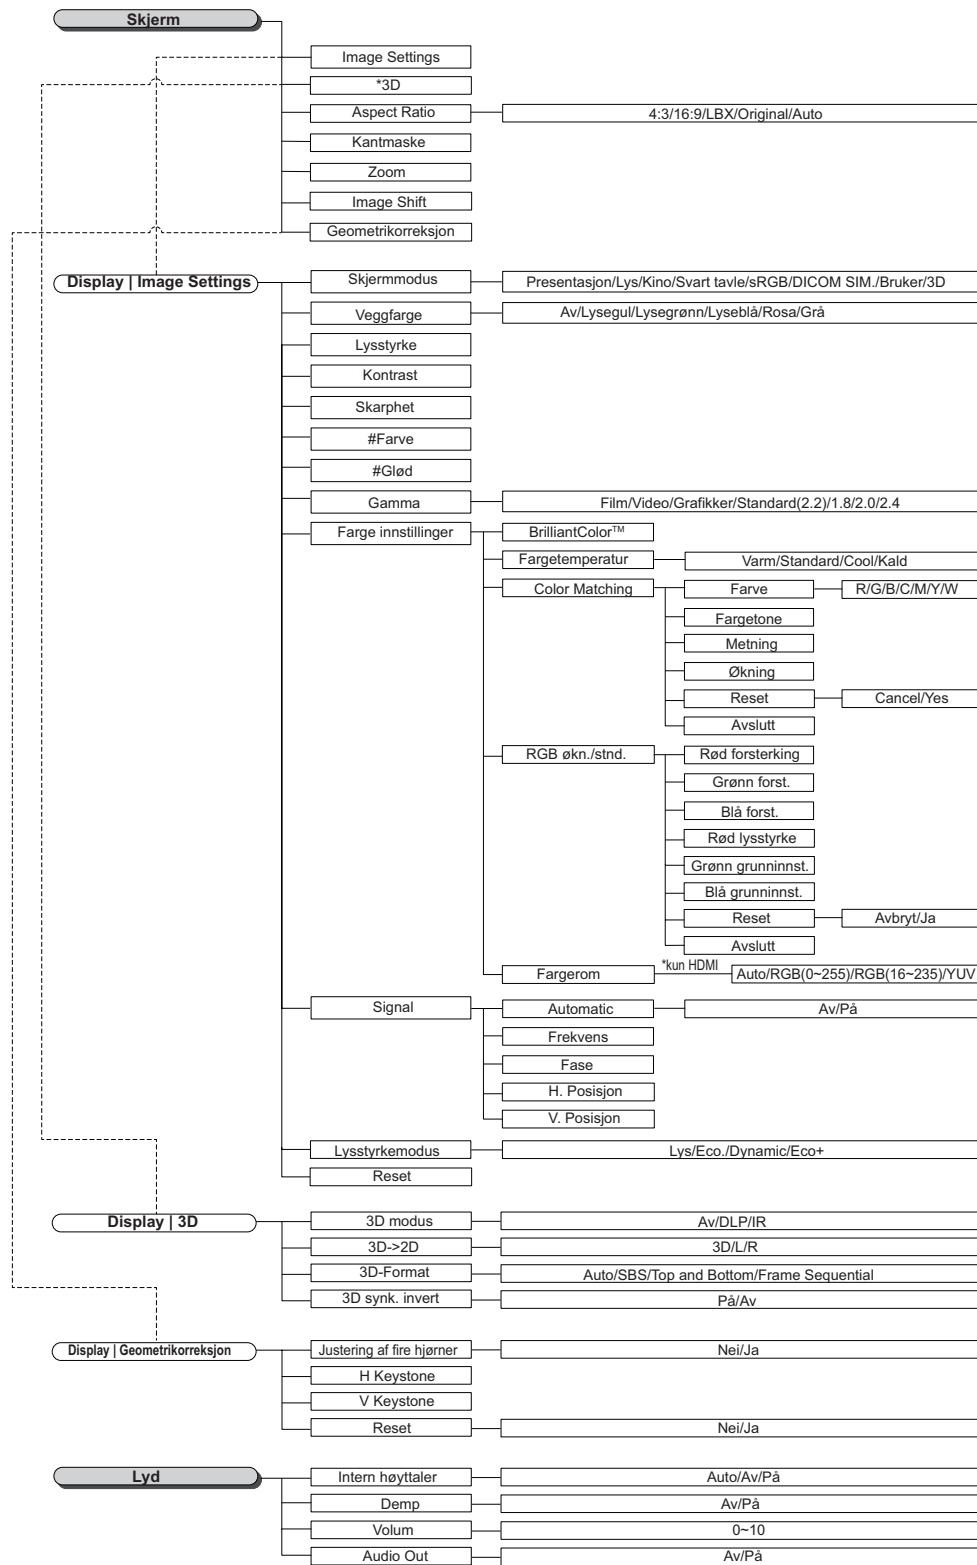 Skjerm
Image Settings
*3D
Aspect Ratio 4:3/16:9/LBX/Original/Auto
Kantmaske
Zoom
Image Shift
Geometrikorreksjon
Display | Image Settings Skjermmodus Presentasjon/Lys/Kino/Svart tavle/sRGB/DICOM SIM./Bruker/3D
Veggfarge Av/Lysegul/Lysegrønn/Lyseblå/Rosa/Grå
Lysstyrke
Kontrast
Skarphet
#Farve
#Glød
Gamma Film/Video/Grafikker/Standard(2.2)/1.8/2.0/2.4
Farge innstillinger BrilliantColor™
Fargetemperatur Varm/Standard/Cool/Kald
Color Matching Farve R/G/B/C/M/Y/W
Fargetone
Metning
Økning
Reset Cancel/Yes
Avslutt
RGB økn./stnd. Rød forsterking
Grønn forst.
Blå forst.
Rød lysstyrke
Grønn grunninnst.
Blå grunninnst.
Reset Avbryt/Ja
Avslutt
Fargerom *kun HDMI Auto/RGB(0~255)/RGB(16~235)/YUV
Signal Automatic Av/På
Frekvens
Fase
H. Posisjon
V. Posisjon
Lysstyrkemodus Lys/Eco./Dynamic/Eco+
Reset
Display | 3D 3D modus Av/DLP/IR
3D->2D 3D/L/R
3D-Format Auto/SBS/Top and Bottom/Frame Sequential
3D synk. invert På/Av
Display | Geometrikorreksjon Justering af fire hjørner Nei/Ja
H Keystone
V Keystone
Reset Nei/Ja
Lyd Intern høyttaler Auto/Av/På
Demp Av/På
Volum 0~10
Audio Out Av/På